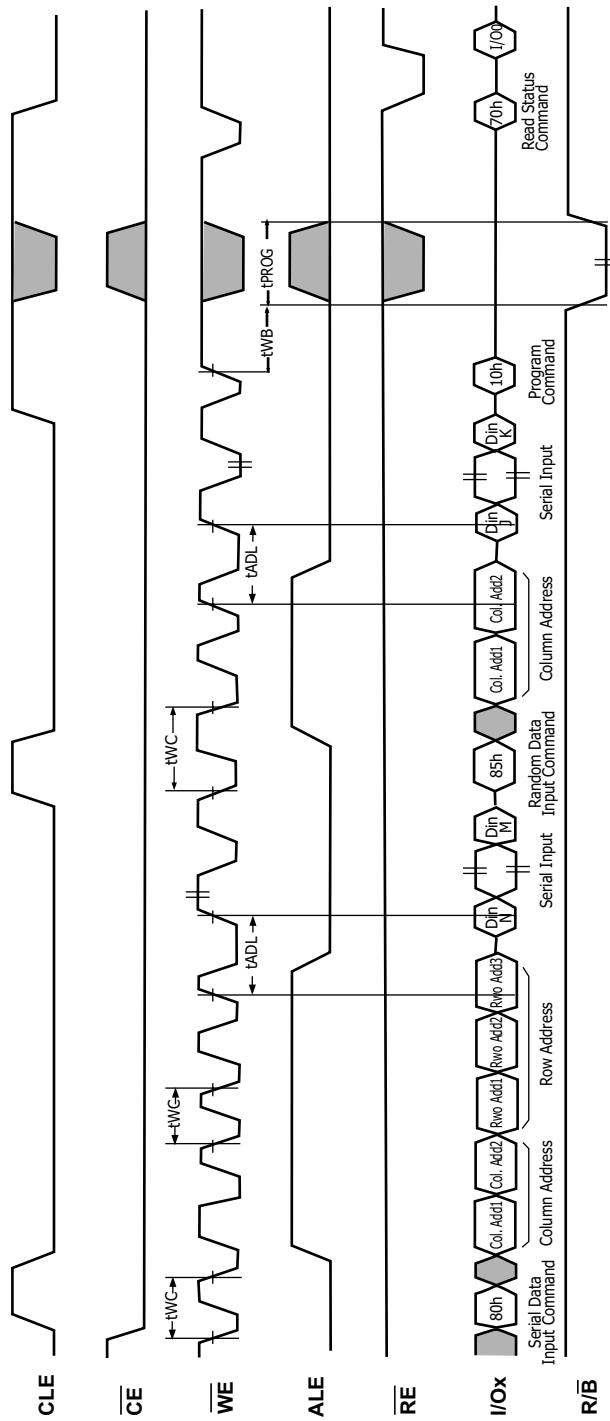 CLE
CE
WE
tWC
tWC
tADL
tWC
tADL
tWB
tPROG
ALE
RE
I/Ox
80h
Col. Add1
Col. Add2
Rwo Add1
Rwo Add2
Rwo Add3
Din
N
Din
M
85h
Col. Add1
Col. Add2
Din
J
Din
K
10h
70h
I/O0
Serial Data
Input Command
Column Address
Row Address
Serial Input
Random Data
Input Command
Column Address
Serial Input
Program
Command
Read Status
Command
R/B